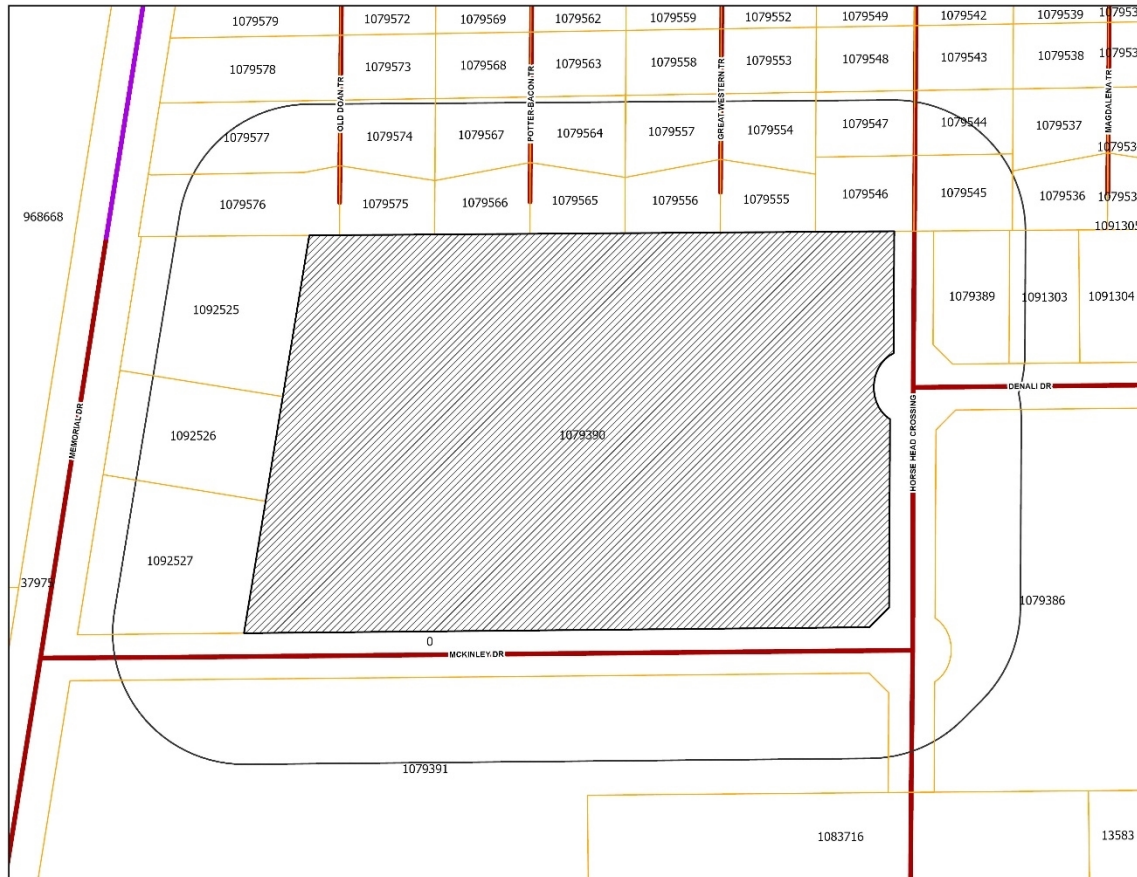 1079579 1079572 1079569 1079562 1079559 1079552 1079549 1079542 1079539
1079578 1079573 1079568 1079563 1079558 1079553 1079548 1079543 1079538
OLD DOAN TR
POTTER-BACON TR
GREAT-WESTERN TR
MAGDALENA TR
1079577 1079574 1079567 1079564 1079557 1079554 1079547 1079544 1079537
968668 1079576 1079575 1079566 1079565 1079556 1079555 1079546 1079545 1079536
1091305
1092525 1079389 1091303 1091304
DENALI DR
MEMORIAL DR
1092526 1079390
HORSE HEAD CROSSING
1092527
37975
1079386
0
MCKINLEY DR
1079391
1083716 13583